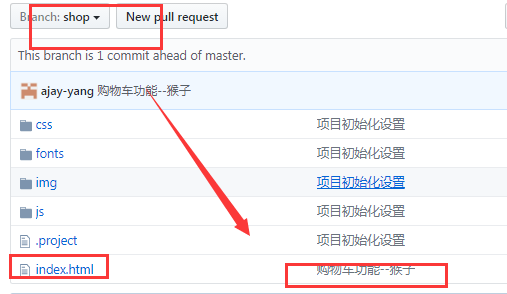 Branch: shop New pull request
This branch is 1 commit ahead of master.
ajay-yang 购物车功能--猴子
css 项目初始化设置
fonts 项目初始化设置
img 项目初始化设置
js 项目初始化设置
.project 项目初始化设置
index.html 购物车功能--猴子